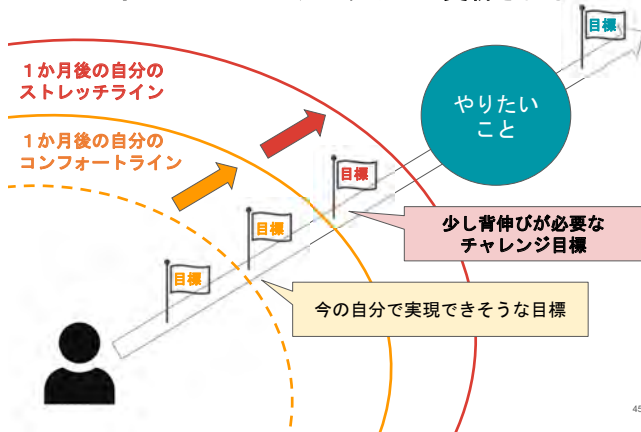 目標
1か月後の自分の
ストレッチライン
やりたい
こと
1か月後の自分の
コンフォートライン
目標
少し背伸びが必要な
チャレンジ目標
目標
目標
今の自分で実現できそうな目標
45